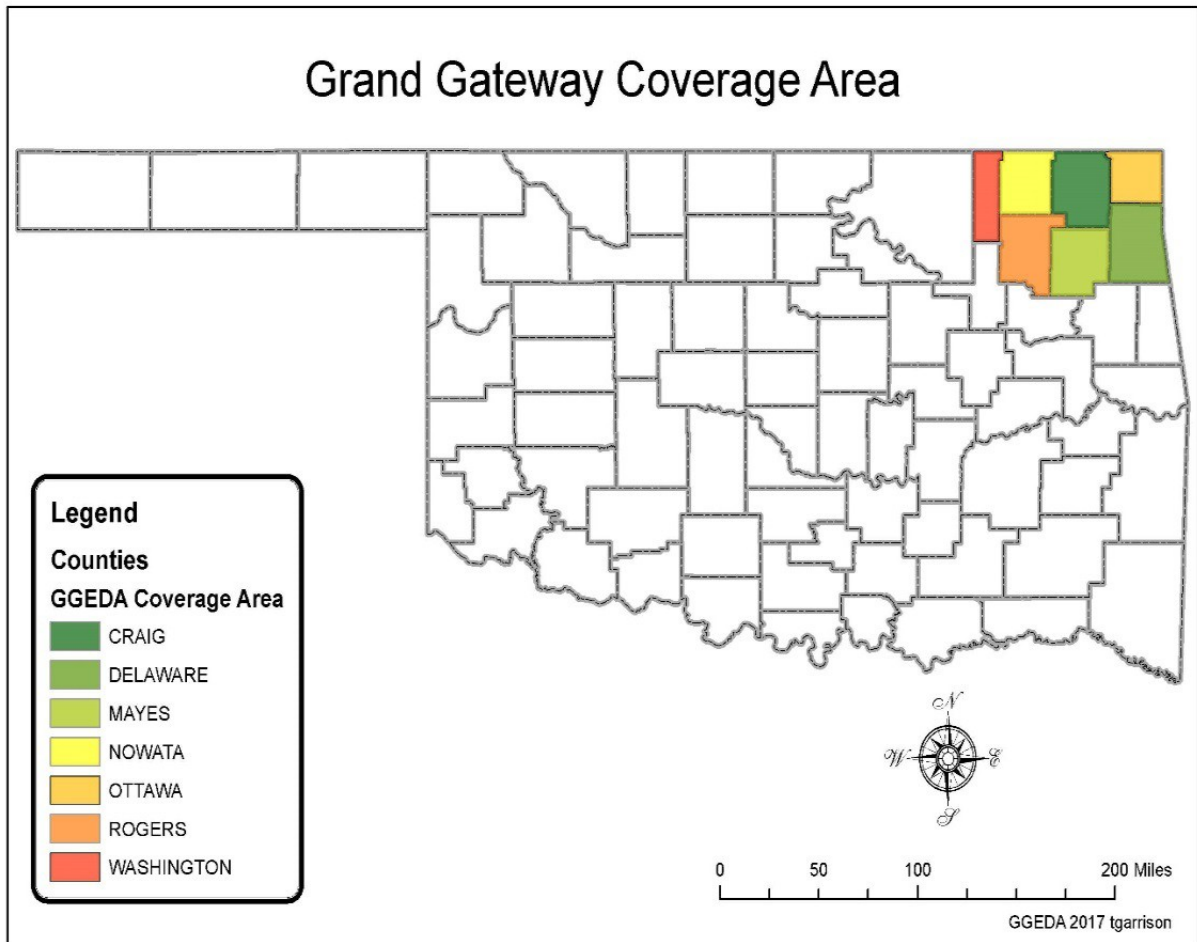 Grand Gateway Coverage Area
Legend
Counties
GGEDA Coverage Area
CRAIG
DELAWARE
MAYES
NOWATA
OTTAWA
ROGERS
WASHINGTON
N
W E
S
0 50 100 200 Miles
GGEDA 2017 tgarrison